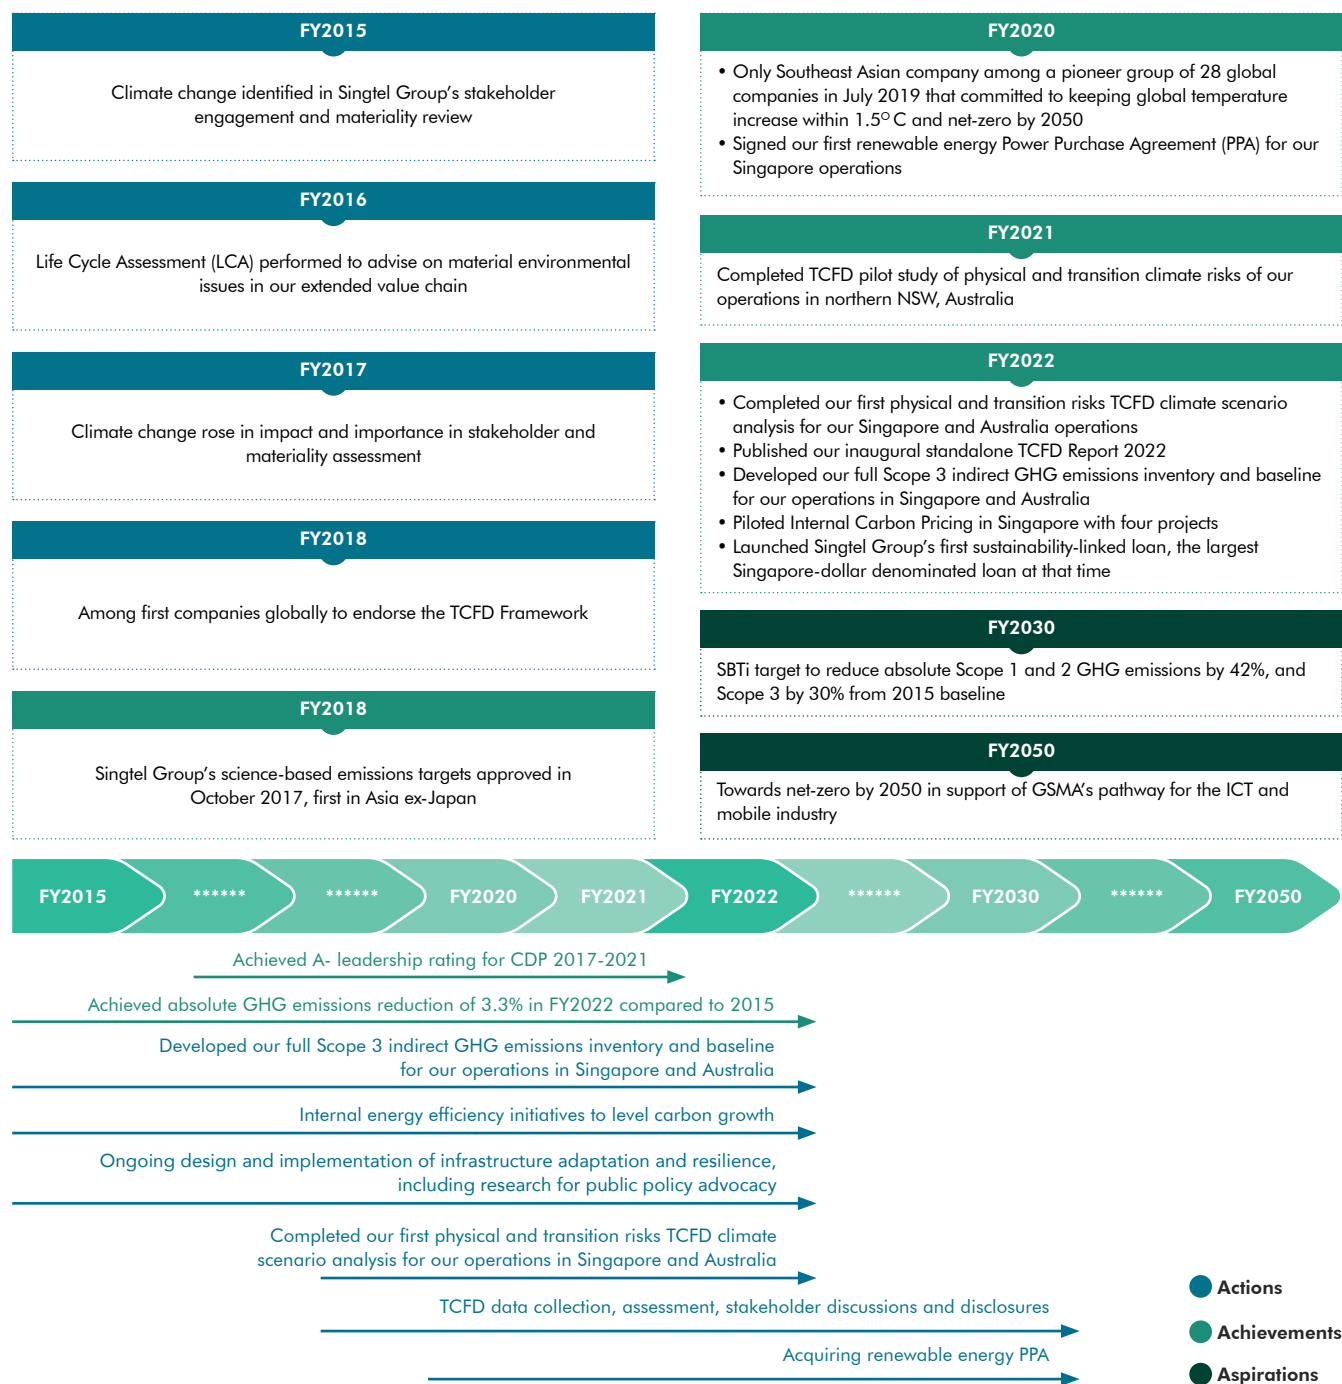 FY2015
Climate change identified in Singtel Group's stakeholder
engagement and materiality review
FY2016
Life Cycle Assessment (LCA) performed to advise on material environmental
issues in our extended value chain
FY2017
Climate change rose in impact and importance in stakeholder and
materiality assessment
FY2018
Among first companies globally to endorse the TCFD Framework
FY2018
Singtel Group's science-based emissions targets approved in
October 2017, first in Asia ex-Japan
FY2020
• Only Southeast Asian company among a pioneer group of 28 global
companies in July 2019 that committed to keeping global temperature
increase within 1.5° C and net-zero by 2050
• Signed our first renewable energy Power Purchase Agreement (PPA) for our
Singapore operations
FY2021
Completed TCFD pilot study of physical and transition climate risks of our
operations in northern NSW, Australia
FY2022
• Completed our first physical and transition risks TCFD climate scenario
analysis for our Singapore and Australia operations
• Published our inaugural standalone TCFD Report 2022
• Developed our full Scope 3 indirect GHG emissions inventory and baseline
for our operations in Singapore and Australia
• Piloted Internal Carbon Pricing in Singapore with four projects
• Launched Singtel Group's first sustainability-linked loan, the largest
Singapore-dollar denominated loan at that time
FY2030
SBTi target to reduce absolute Scope 1 and 2 GHG emissions by 42%, and
Scope 3 by 30% from 2015 baseline
FY2050
Towards net-zero by 2050 in support of GSMA's pathway for the ICT and
mobile industry
FY2015 ****** ****** FY2020 FY2021 FY2022 ****** FY2030 ****** FY2050
Achieved A- leadership rating for CDP 2017-2021
Achieved absolute GHG emissions reduction of 3.3% in FY2022 compared to 2015
Developed our full Scope 3 indirect GHG emissions inventory and baseline
for our operations in Singapore and Australia
Internal energy efficiency initiatives to level carbon growth
Ongoing design and implementation of infrastructure adaptation and resilience,
including research for public policy advocacy
Completed our first physical and transition risks TCFD climate
scenario analysis for our operations in Singapore and Australia
TCFD data collection, assessment, stakeholder discussions and disclosures
Acquiring renewable energy PPA
Actions
Achievements
Aspirations